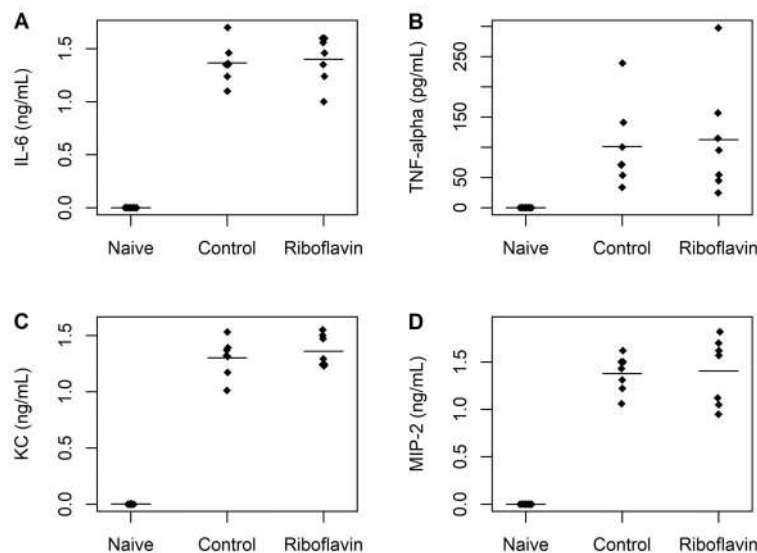 A
IL-6 (ng/mL)
1.5
1.0
0.5
0.0
Naive Control Riboflavin
B
TNF-alpha (pg/mL)
250
150
50
0
Naive Control Riboflavin
C
KC (ng/mL)
1.5
1.0
0.5
0.0
Naive Control Riboflavin
D
MIP-2 (ng/mL)
1.5
1.0
0.5
0.0
Naive Control Riboflavin